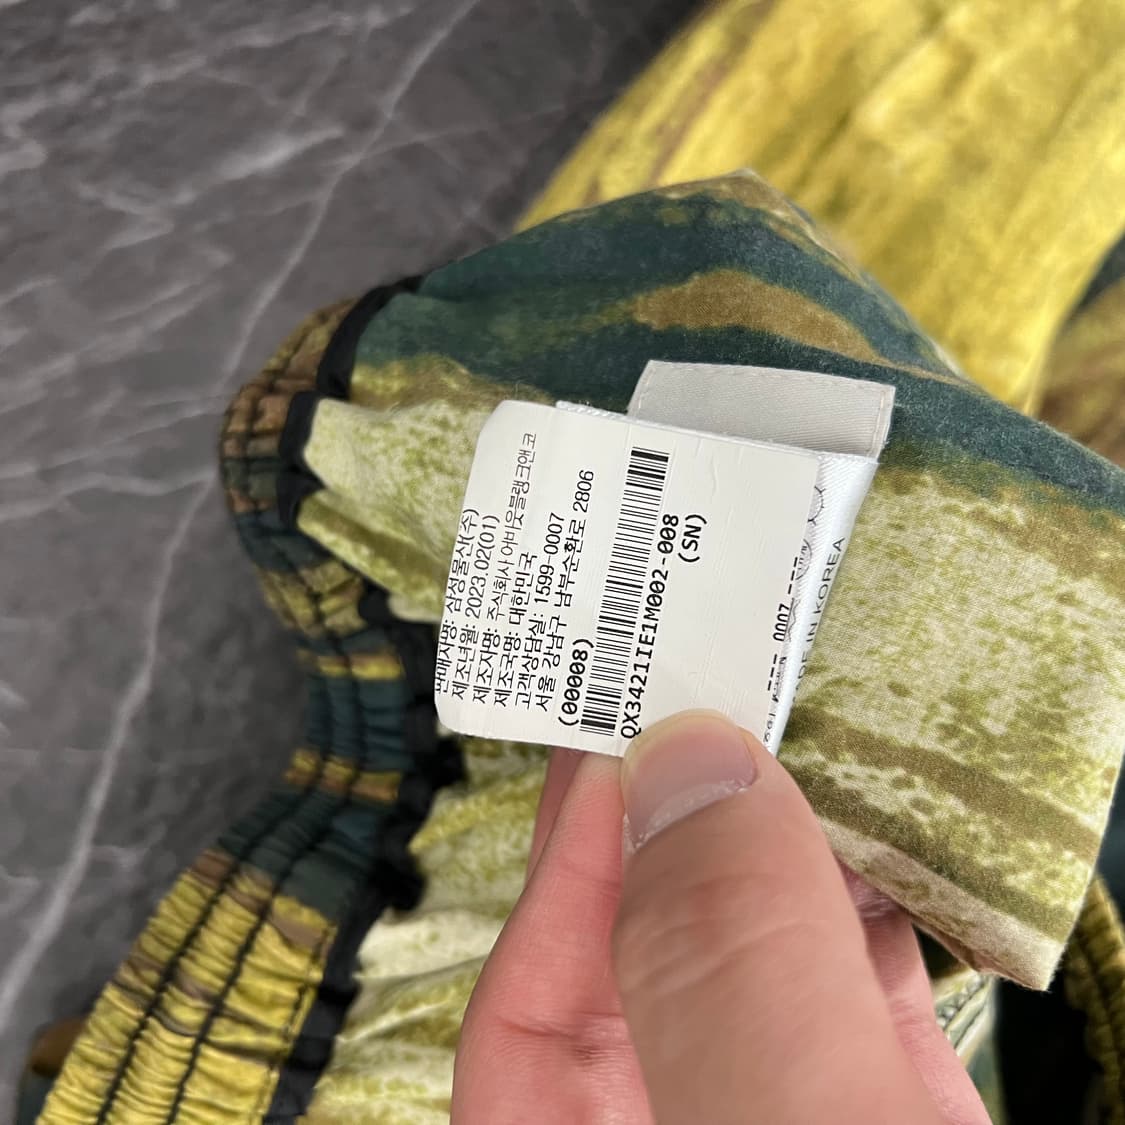 판매자명: 삼성물산(주)
제조년월: 2023.02(01)
제조자명: 주식회사어바웃블랭크앤코
제조국명: 대한민국
고객상담실: 1599-0007
서울 강남구 남부순환로 2806
(00008)
QX3421IE1M002-008
(SN)
IN KOREA
0007